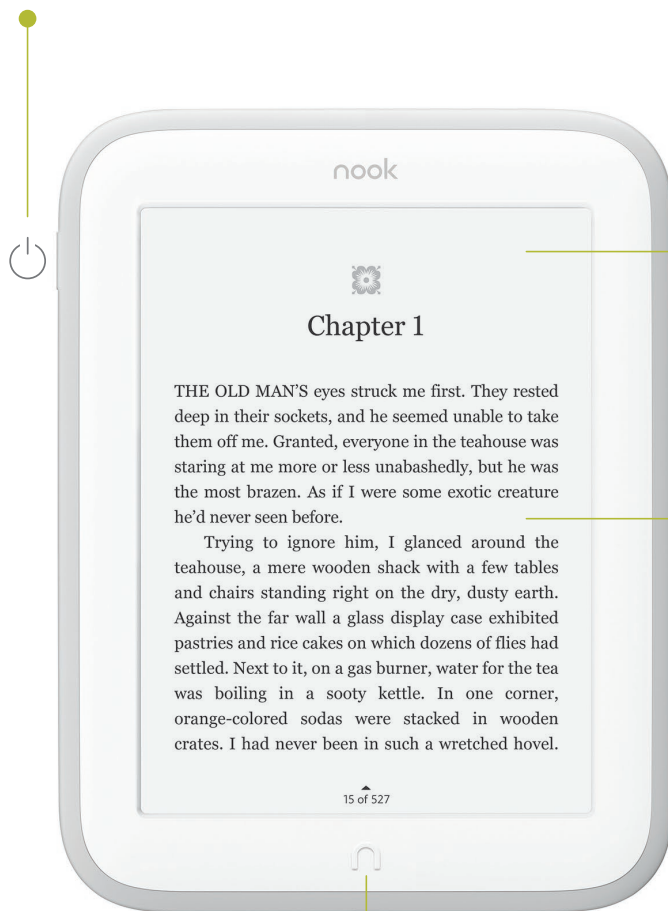 nook
Chapter 1
THE OLD MAN’S eyes struck me first. They rested
deep in their sockets, and he seemed unable to take
them off me. Granted, everyone in the teahouse was
staring at me more or less unabashedly, but he was
the most brazen. As if I were some exotic creature
he’d never seen before.
Trying to ignore him, I glanced around the
teahouse, a mere wooden shack with a few tables
and chairs standing right on the dry, dusty earth.
Against the far wall a glass display case exhibited
pastries and rice cakes on which dozens of flies had
settled. Next to it, on a gas burner, water for the tea
was boiling in a sooty kettle. In one corner,
orange-colored sodas were stacked in wooden
crates. I had never been in such a wretched hovel.
15 of 527